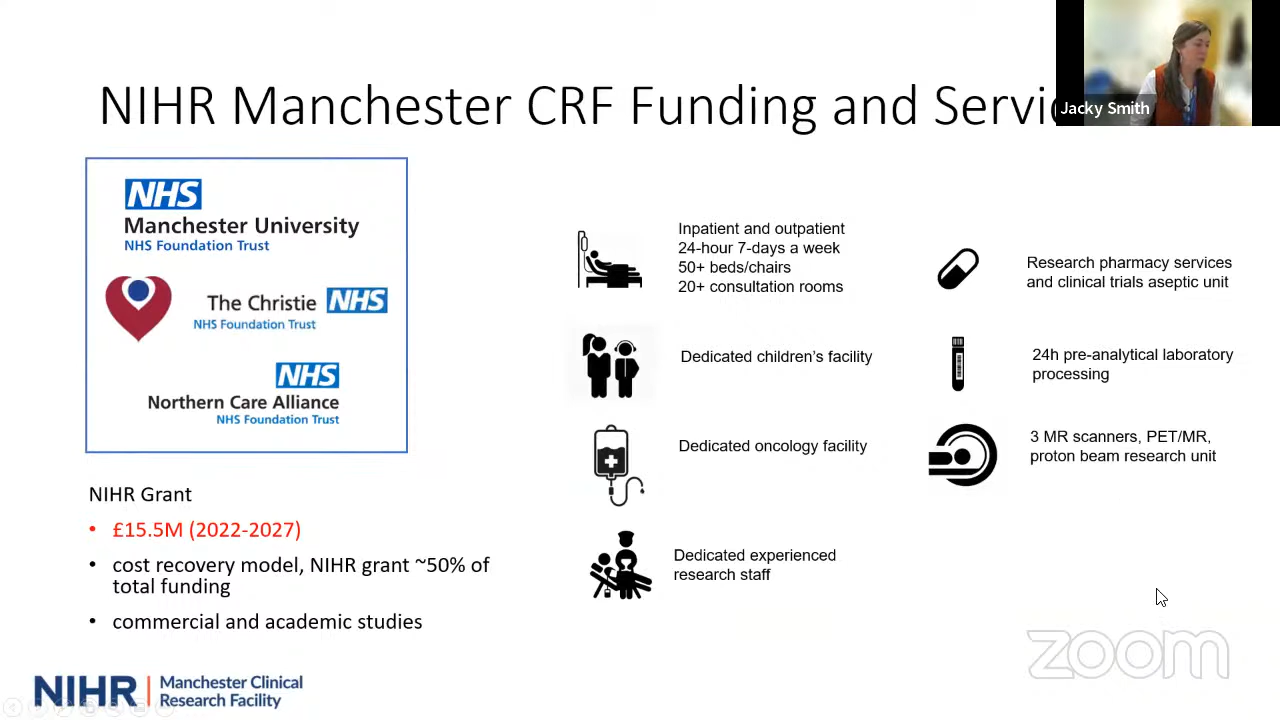 NIHR Manchester CRF Funding and Servic
Jacky Smith
NHS
Manchester University
NHS Foundation Trust
The Christie NHS
NHS Foundation Trust
NHS
Northern Care Alliance
NHS Foundation Trust
NIHR Grant
• £15.5M (2022-2027)
• cost recovery model, NIHR grant ~50% of
total funding
• commercial and academic studies
Inpatient and outpatient
24-hour 7-days a week
50+ beds/chairs
20+ consultation rooms
Dedicated children's facility
Dedicated oncology facility
Dedicated experienced
research staff
Research pharmacy services
and clinical trials aseptic unit
24h pre-analytical laboratory
processing
3 MR scanners, PET/MR,
proton beam research unit
NIHR | Manchester Clinical
Research Facility
zoom